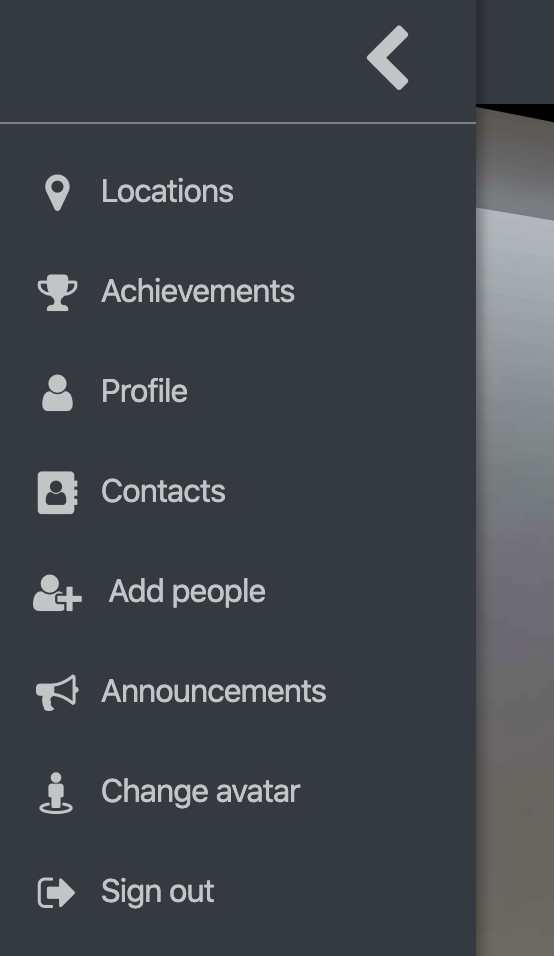 Locations
Achievements
Profile
Contacts
Add people
Announcements
Change avatar
Sign out